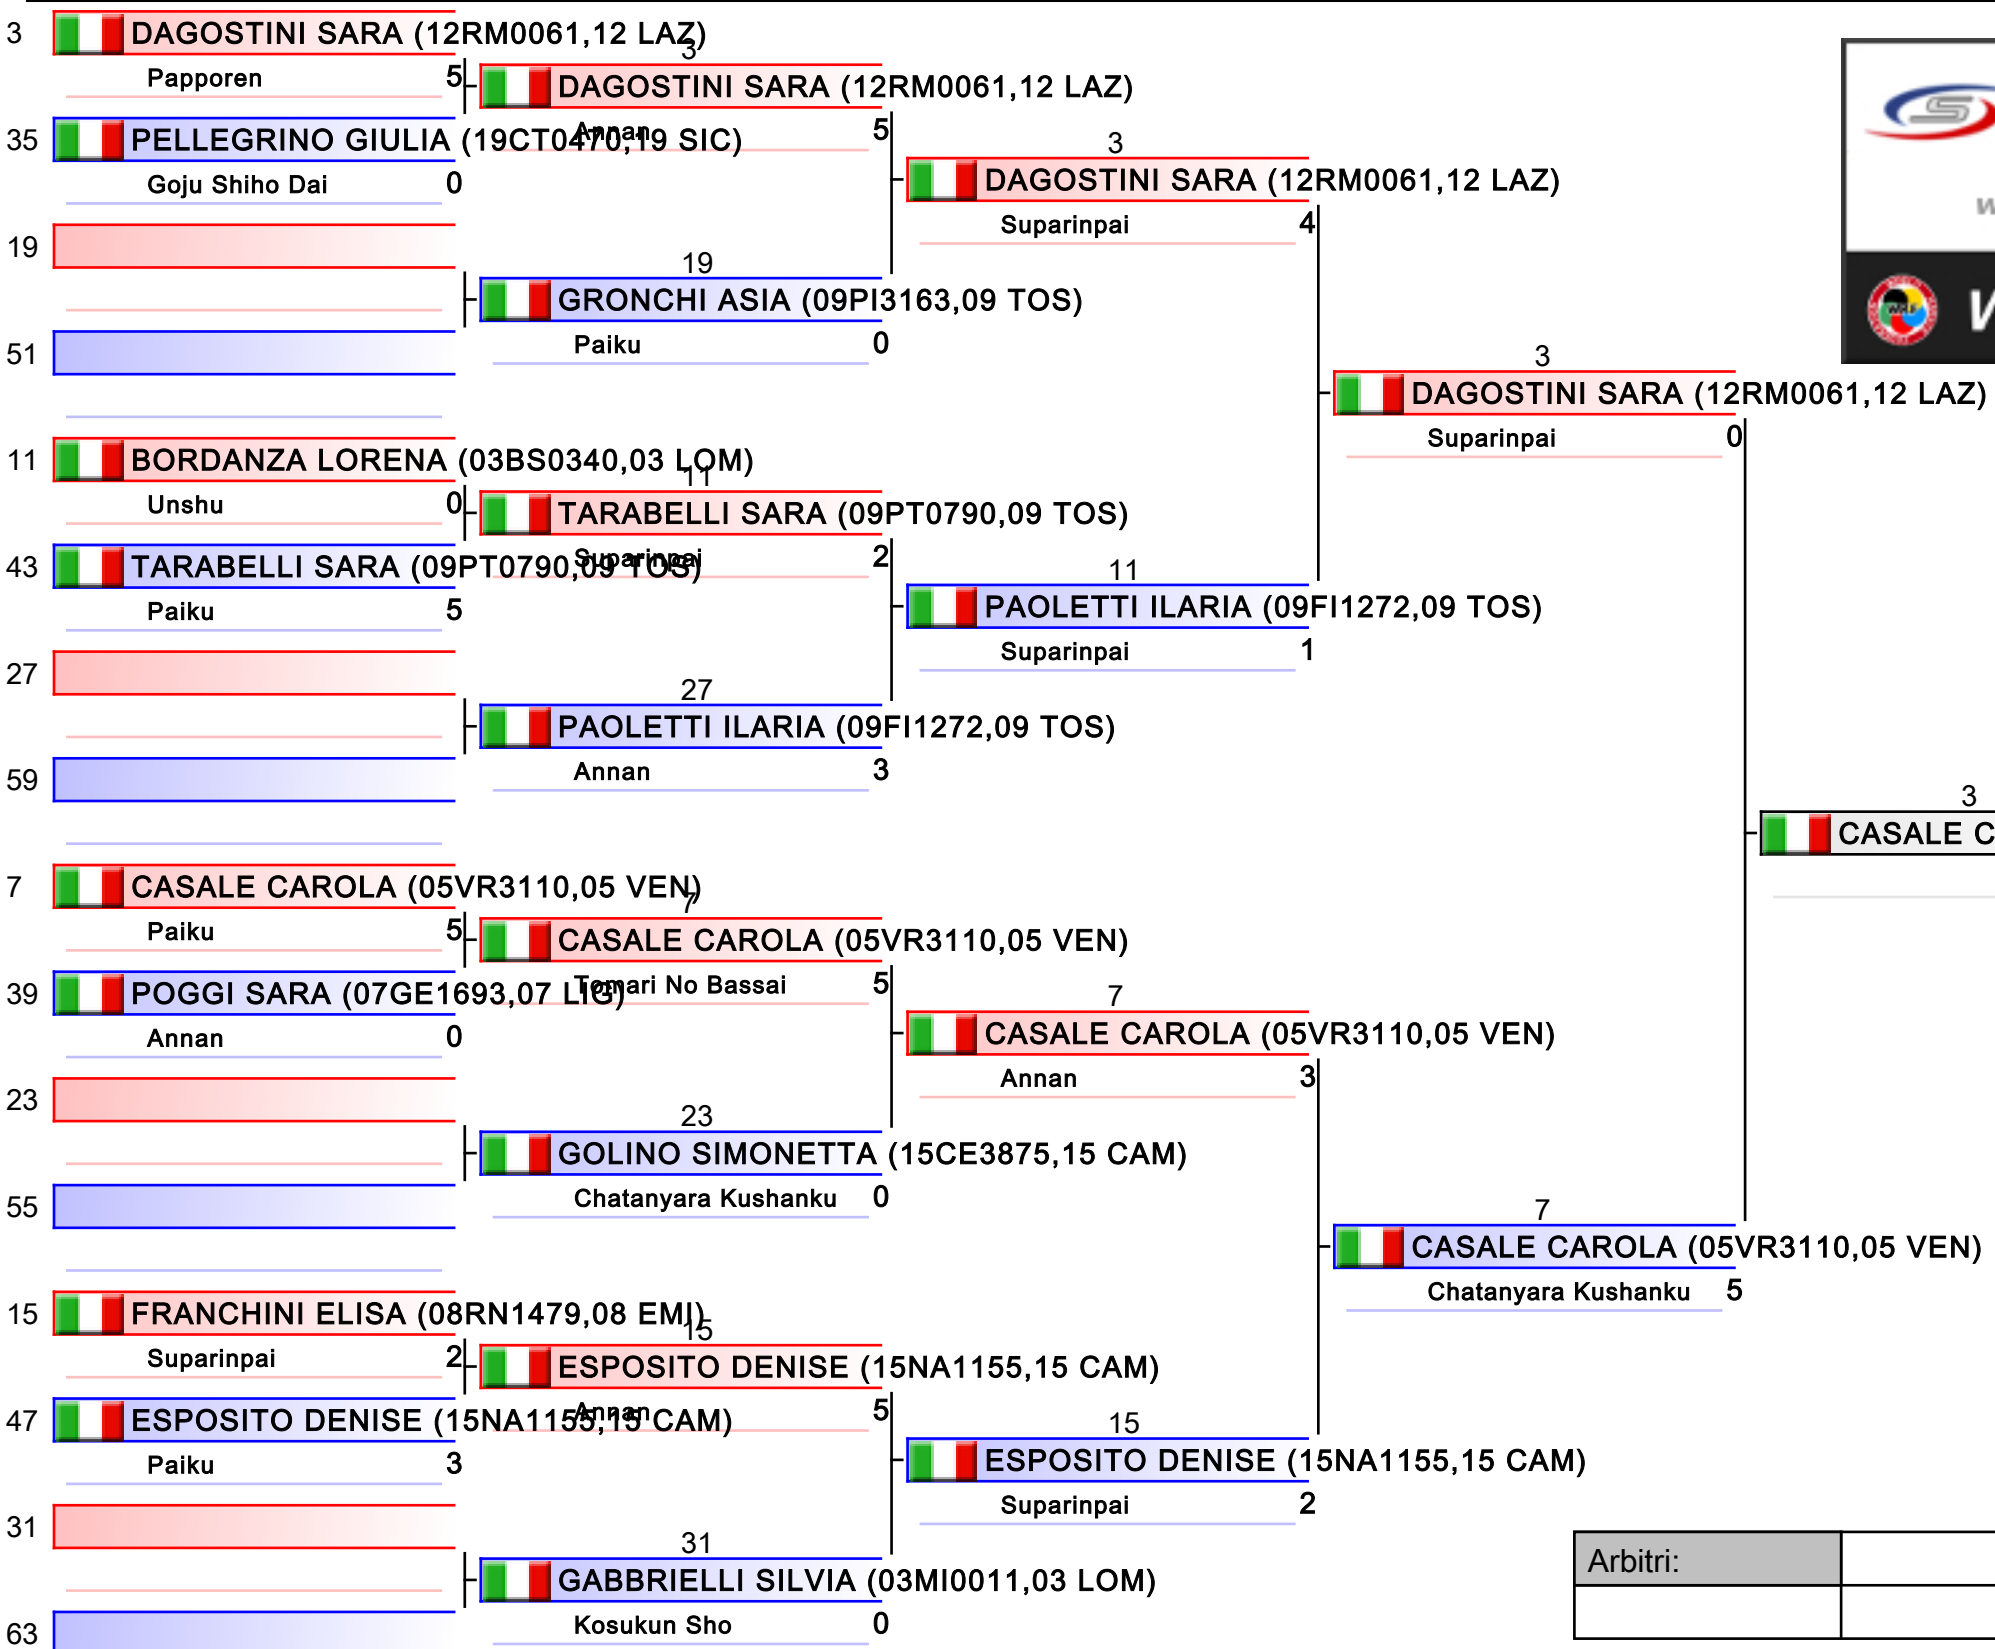 3 DAGOSTINI SARA (12RM0061,12 LAZ)
Papporen 5
35 PELLEGRINO GIULIA (19CT0470,19 SIC)
Goju Shiho Dai 0
19
51
11 BORDANZA LORENA (03BS0340,03 LOM)
Unshu 0
43 TARABELLI SARA (09PT0790,09 TOS)
Paiku 5
27
59
7 CASALE CAROLA (05VR3110,05 VEN)
Paiku 5
39 POGGI SARA (07GE1693,07 LIG)
Annan 0
23
55
15 FRANCHINI ELISA (08RN1479,08 EMI)
Suparinpai 2
47 ESPOSITO DENISE (15NA1155,15 CAM)
Paiku 3
31
63
3
DAGOSTINI SARA (12RM0061,12 LAZ)
Annan 5
19
GRONCHI ASIA (09PI3163,09 TOS)
Paiku 0
11
TARABELLI SARA (09PT0790,09 TOS)
Suparinpai 2
27
PAOLETTI ILARIA (09FI1272,09 TOS)
Annan 3
7
CASALE CAROLA (05VR3110,05 VEN)
Tomari No Bassai 5
23
GOLINO SIMONETTA (15CE3875,15 CAM)
Chatanyara Kushanku 0
15
ESPOSITO DENISE (15NA1155,15 CAM)
Annan 5
31
GABBRIELLI SILVIA (03MI0011,03 LOM)
Kosukun Sho 0
3
DAGOSTINI SARA (12RM0061,12 LAZ)
Suparinpai 4
11
PAOLETTI ILARIA (09FI1272,09 TOS)
Suparinpai 1
7
CASALE CAROLA (05VR3110,05 VEN)
Annan 3
15
ESPOSITO DENISE (15NA1155,15 CAM)
Suparinpai 2
3
DAGOSTINI SARA (12RM0061,12 LAZ)
Suparinpai 0
7
CASALE CAROLA (05VR3110,05 VEN)
Chatanyara Kushanku 5
3
CASALE C
S
w
WKF
W
Arbitri: